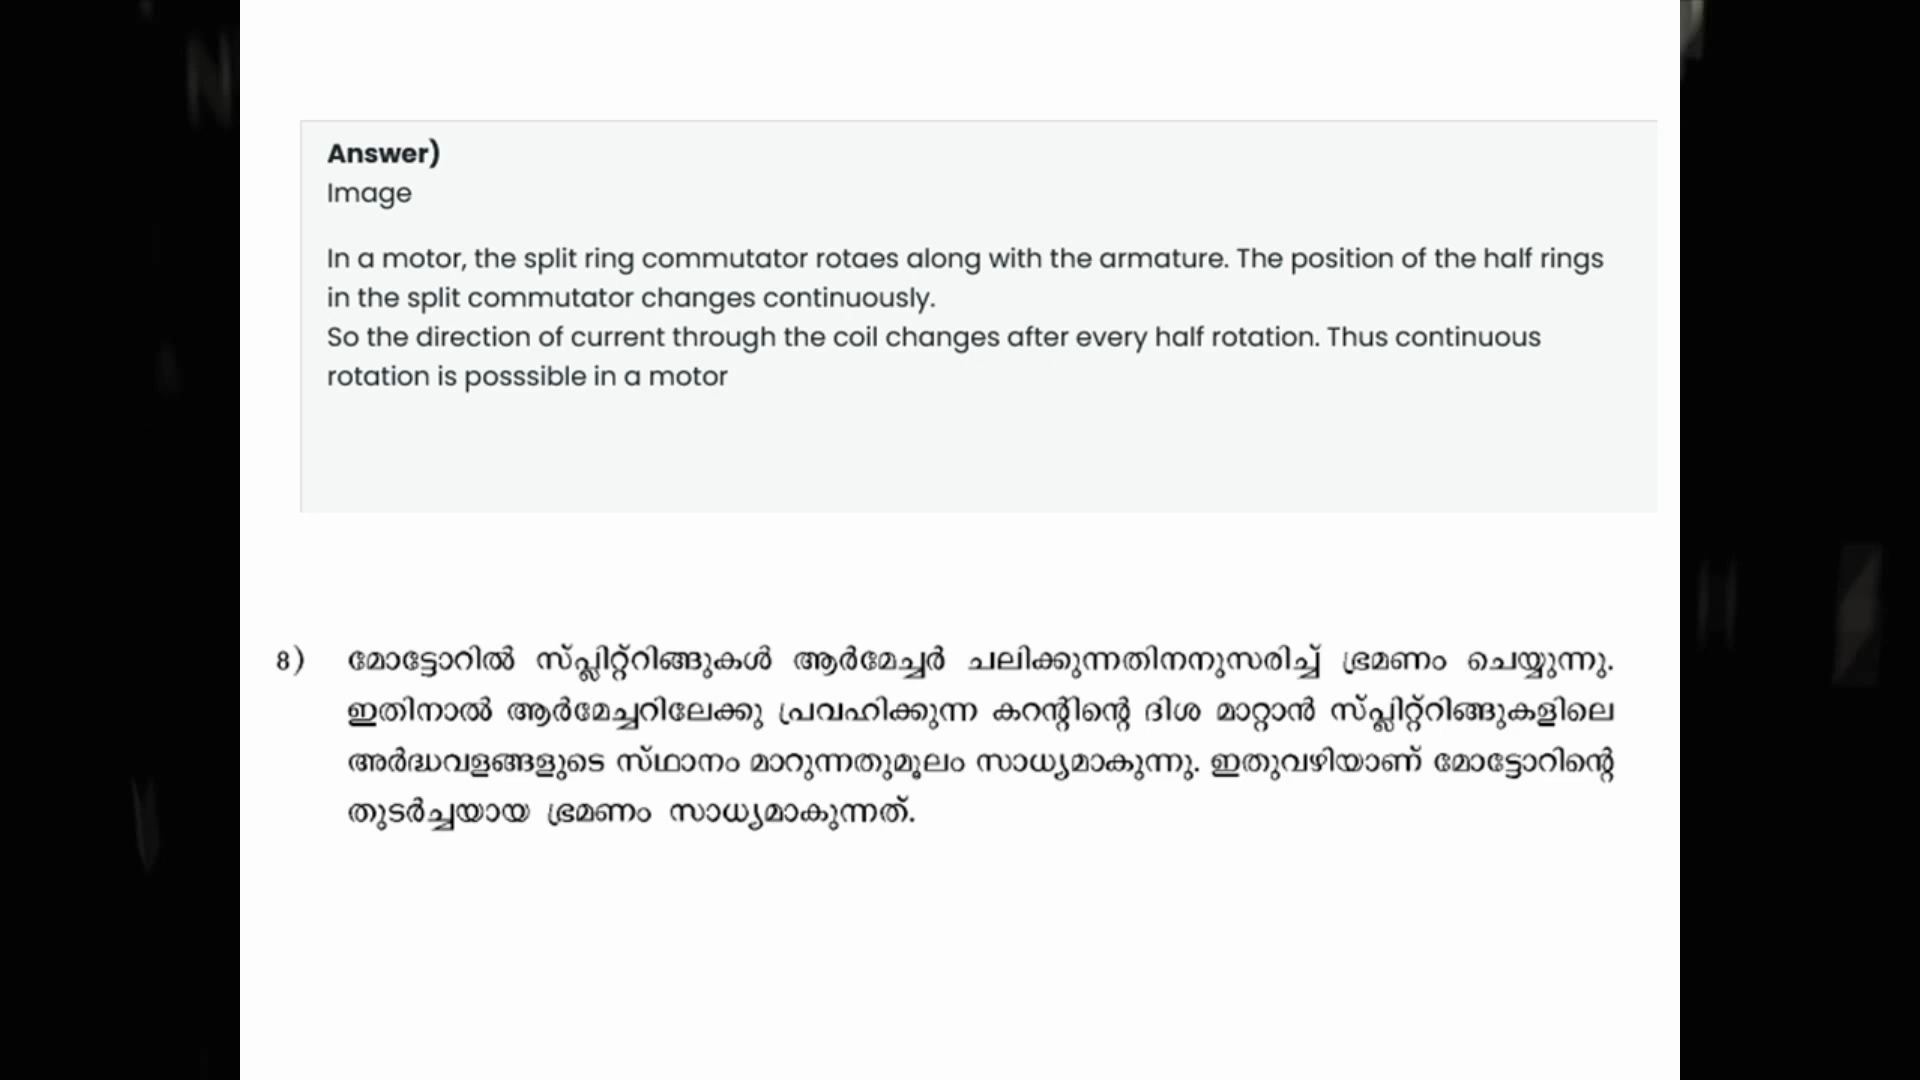 Answer)
Image
In a motor, the split ring commutator rotaes along with the armature. The position of the half rings
in the split commutator changes continuously.
So the direction of current through the coil changes after every half rotation. Thus continuous
rotation is posssible in a motor
8) മോട്ടോറിൽ സ്പ്ലിറ്റ്റിങ്ങുകൾ ആർമേച്ചർ ചലിക്കുന്നതിനനുസരിച്ച് ഭ്രമണം ചെയ്യുന്നു.
ഇതിനാൽ ആർമേച്ചറിലേക്കു പ്രവഹിക്കുന്ന കറന്റിന്റെ ദിശ മാറ്റാൻ സ്പ്ലിറ്റ്റിങ്ങുകളിലെ
അർദ്ധവളങ്ങളുടെ സ്ഥാനം മാറുന്നതുമൂലം സാധ്യമാകുന്നു. ഇതുവഴിയാണ് മോട്ടോറിന്റെ
തുടർച്ചയായ ഭ്രമണം സാധ്യമാകുന്നത്.